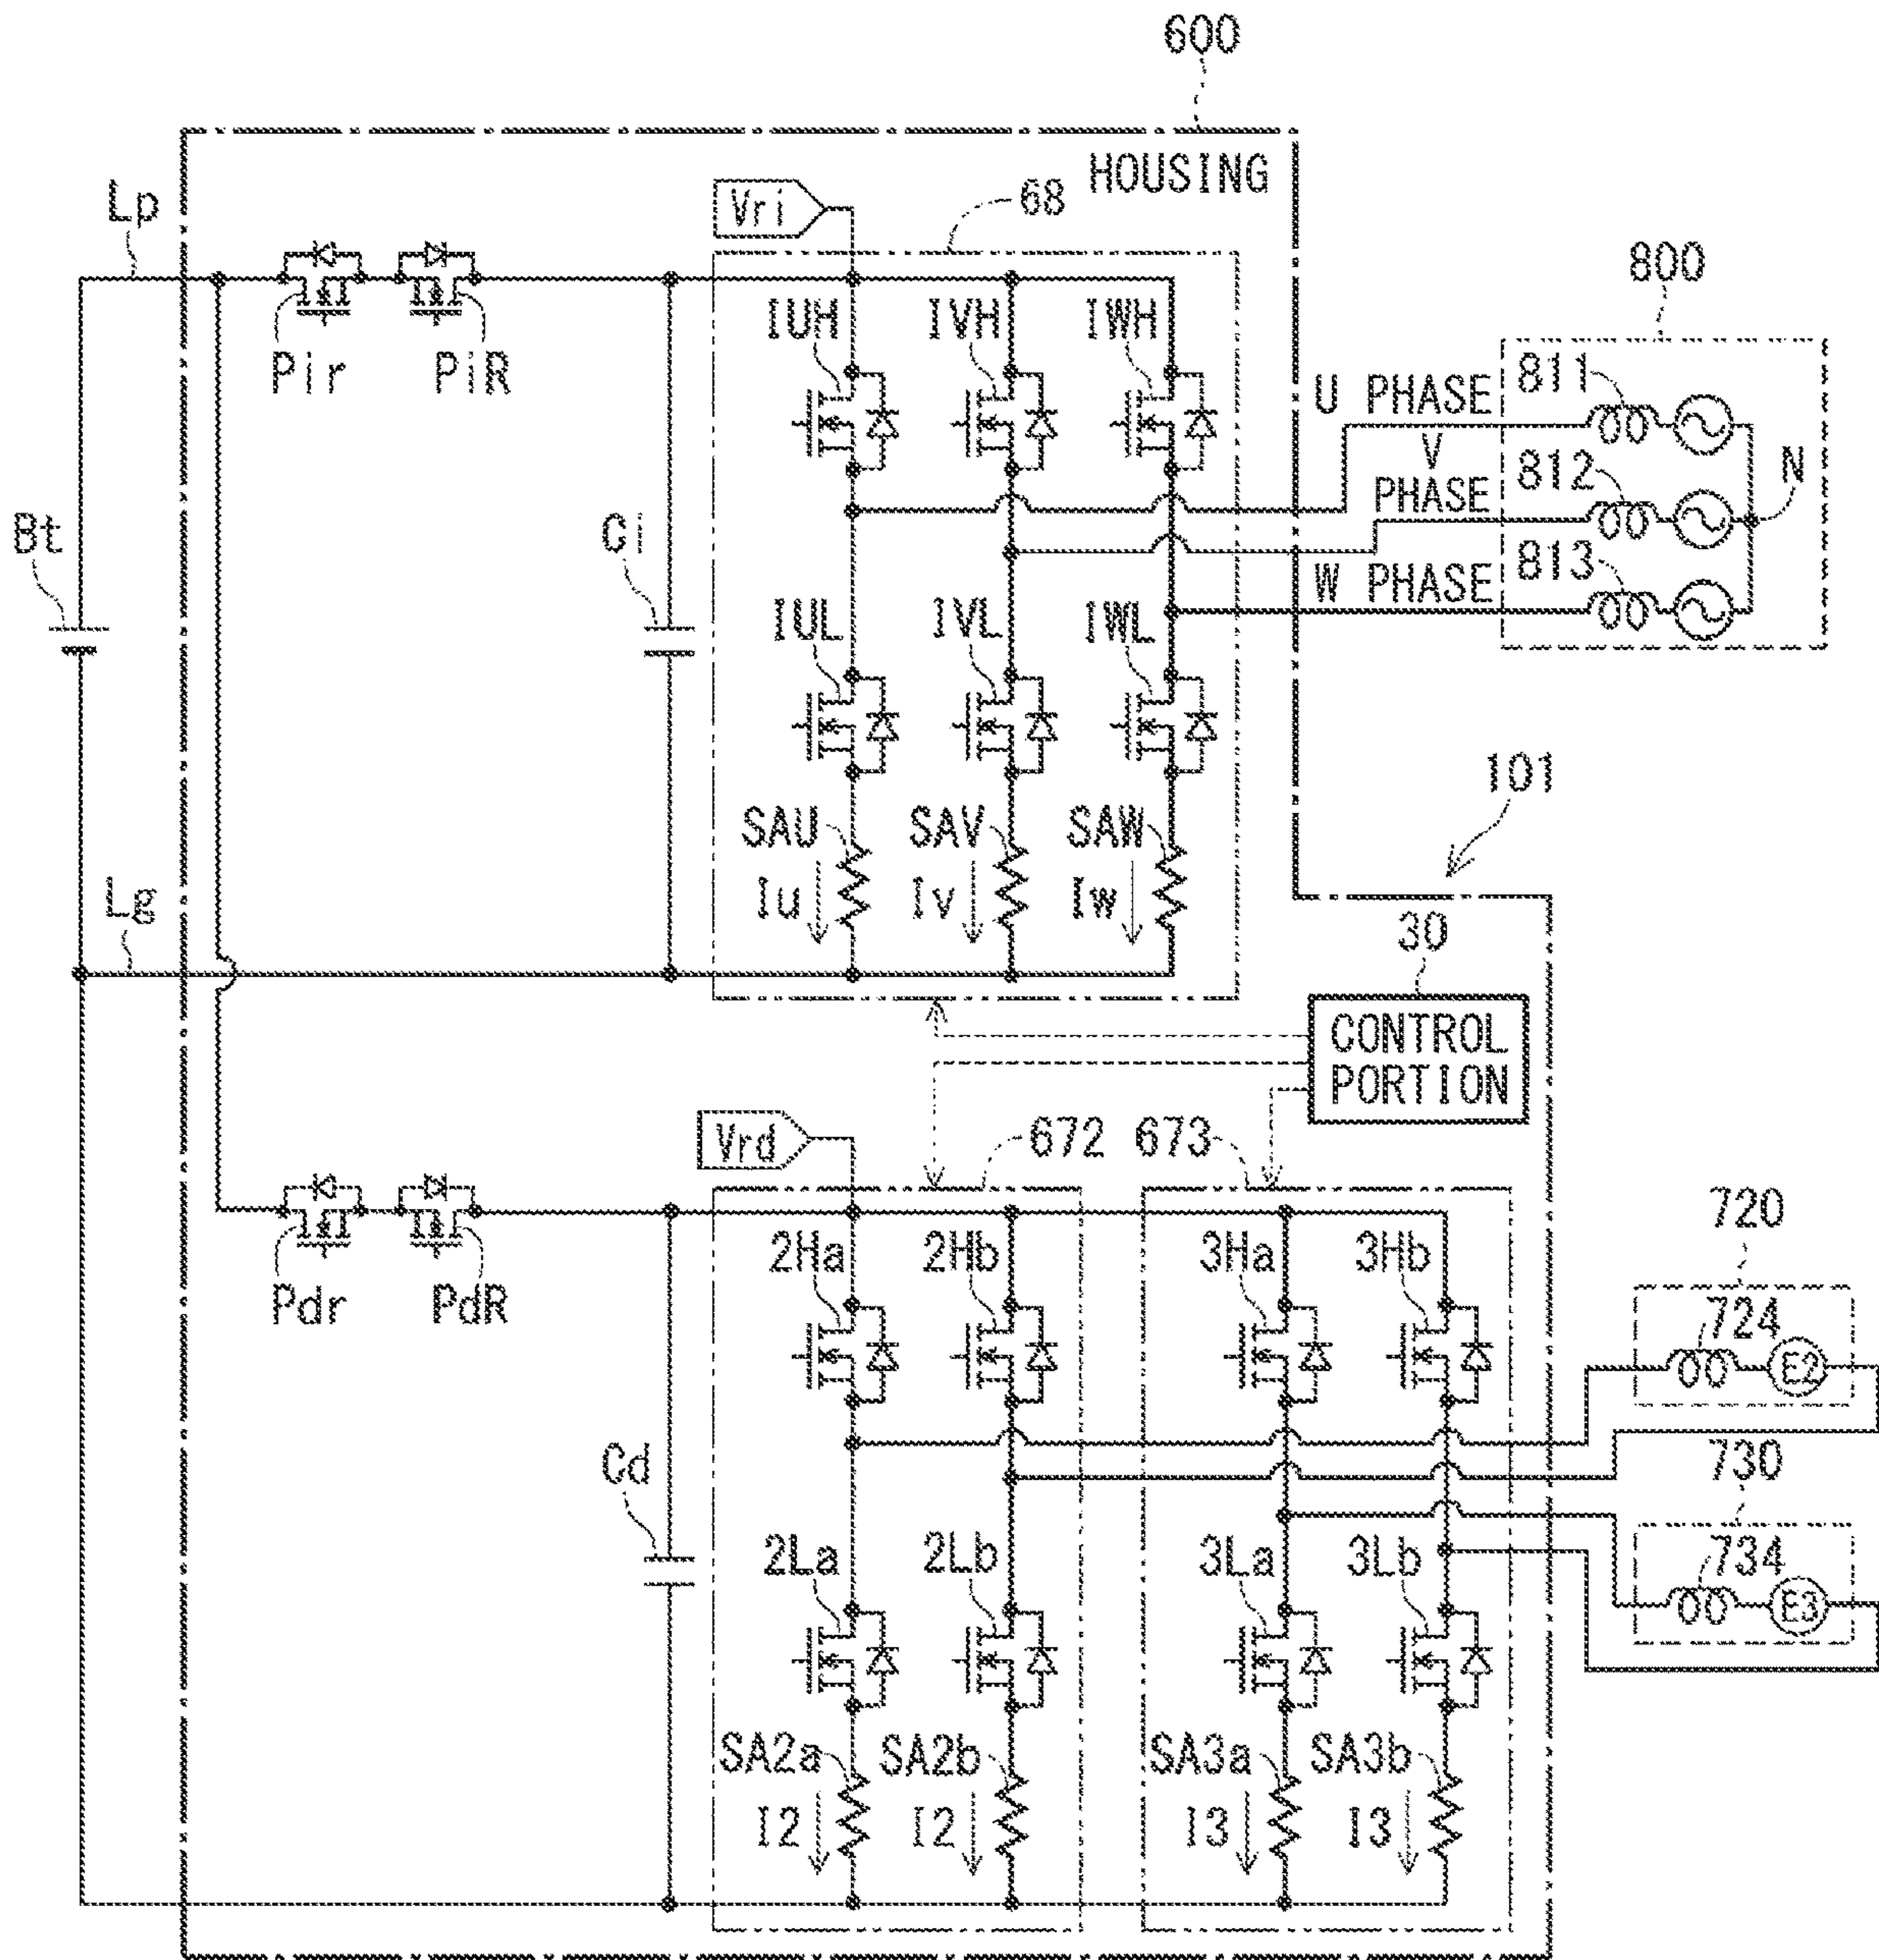 600
HOUSING
Lp
Vri
68
800
Pir
PiR
IUH
IVH
IWH
811
U PHASE
V
PHASE
812
N
W PHASE
813
Bt
Ci
IUL
IVL
IWL
101
SAU
SAV
SAW
Iu
Iv
Iw
Lg
30
CONTROL
PORTION
Vrd
672
673
Pdr
PdR
2Ha
2Hb
3Ha
3Hb
720
724
E2
730
734
E3
Cd
2La
2Lb
3La
3Lb
SA2a
SA2b
SA3a
SA3b
I2
I2
I3
I3